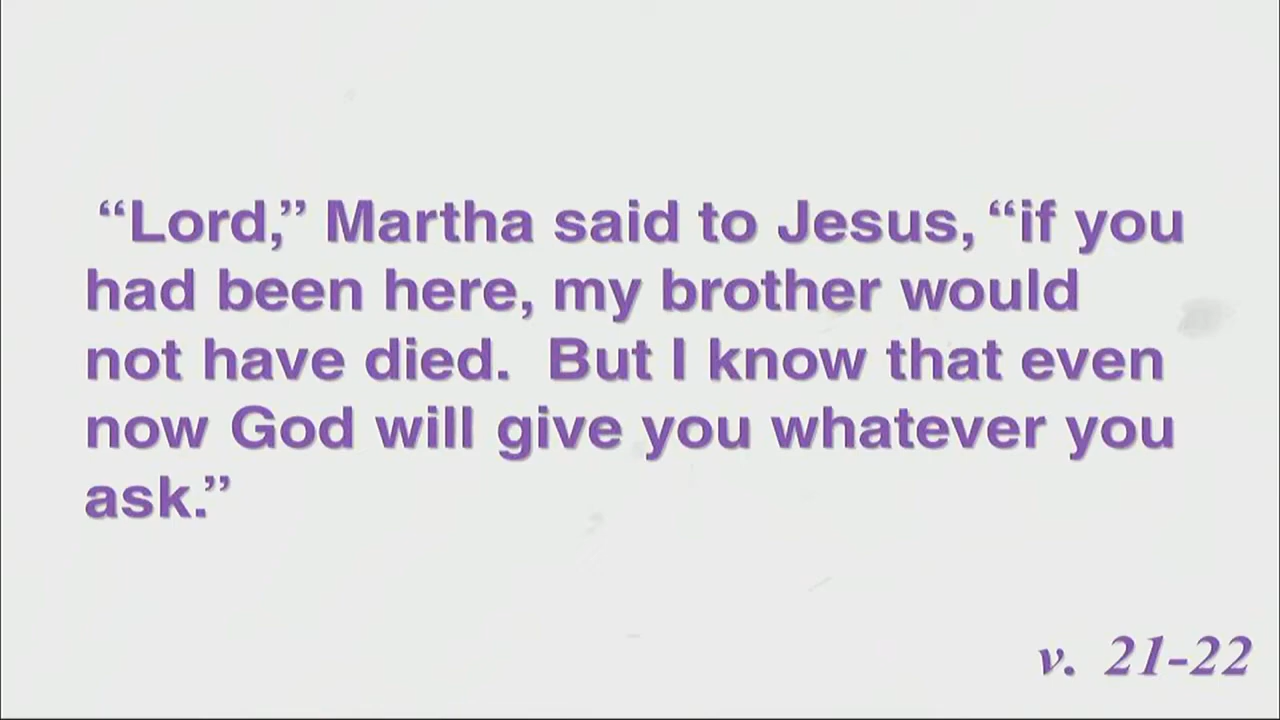 “Lord,” Martha said to Jesus, “if you
had been here, my brother would
not have died.  But I know that even
now God will give you whatever you
ask.”
v.  21-22